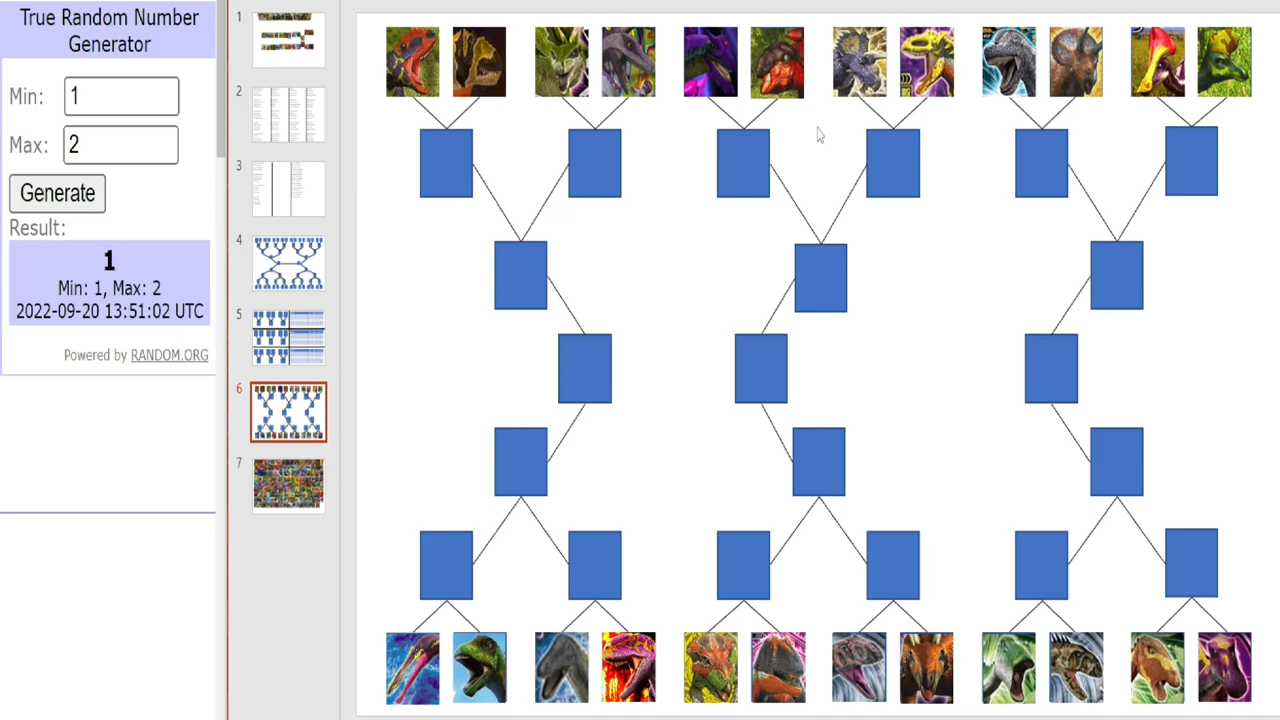 True Random Number
Generator
Min: 1
Max: 2
Generate
Result:
1
Min: 1, Max: 2
2022-09-20 13:51:02 UTC
Powered by RANDOM.ORG
1
2
3
4
5
6
7